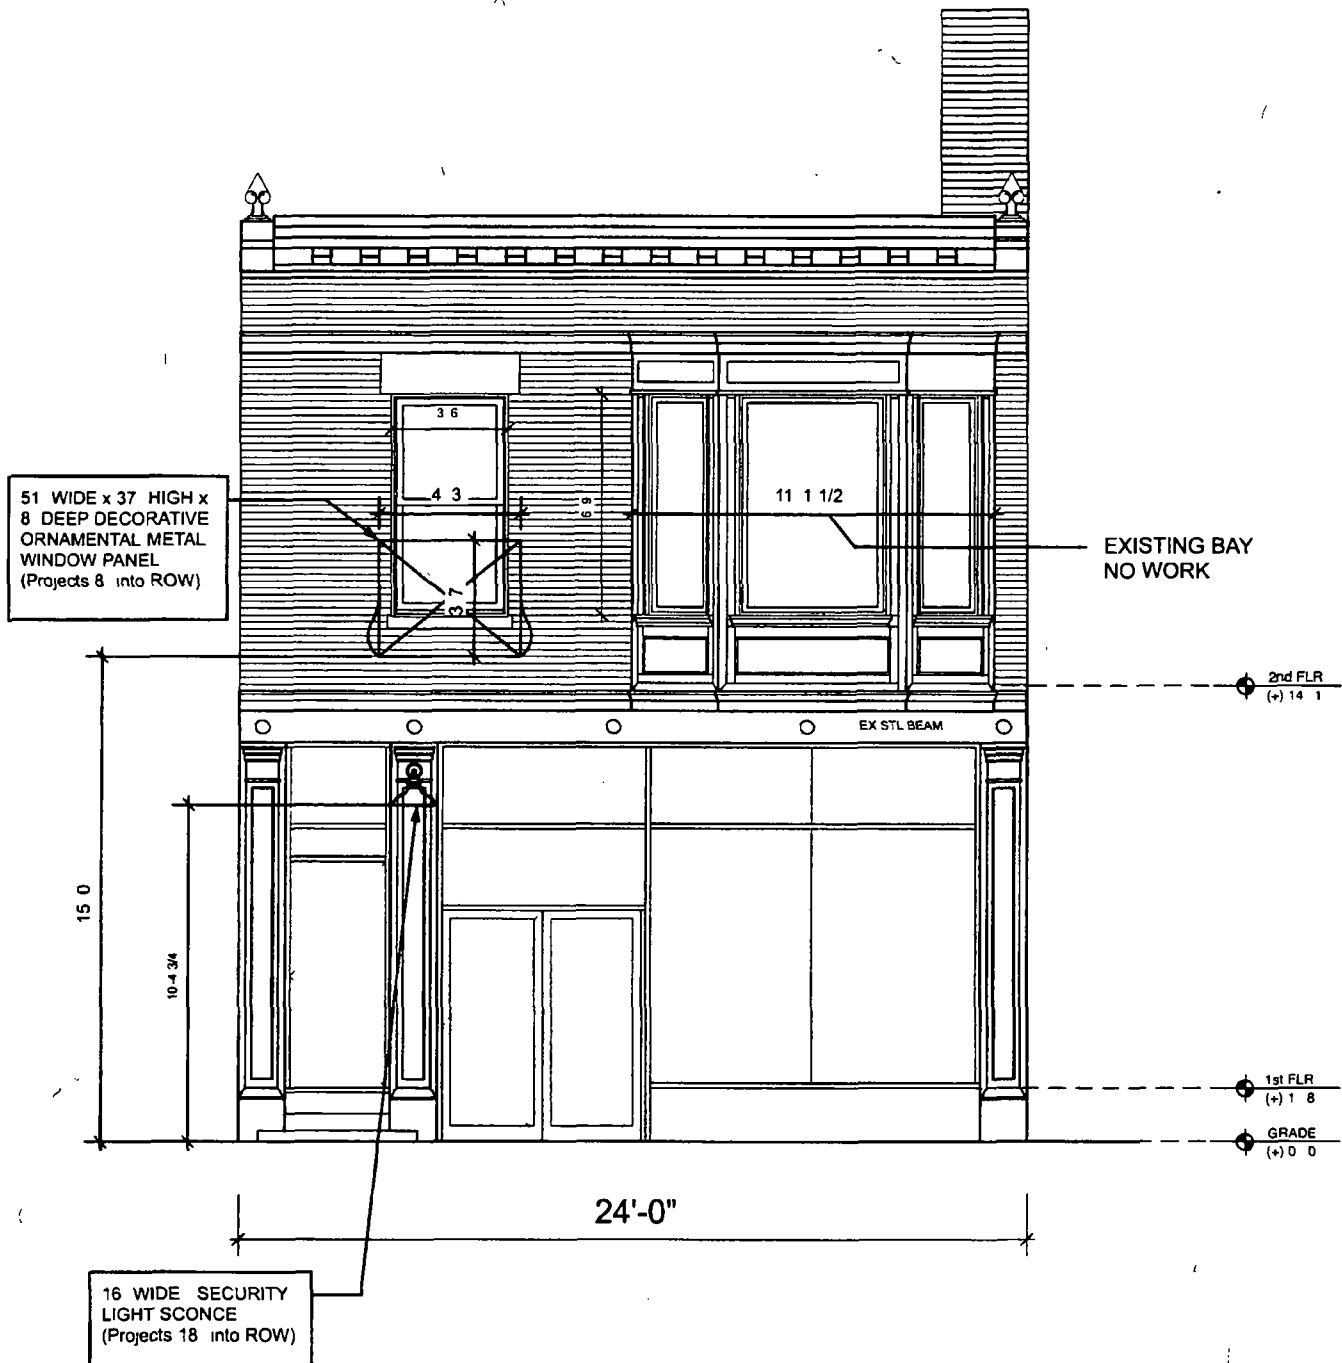 3 6
4 3
6 9
11 1 1/2
51 WIDE x 37 HIGH x
8 DEEP DECORATIVE
ORNAMENTAL METAL
WINDOW PANEL
(Projects 8 into ROW)
EXISTING BAY
NO WORK
3 7
2nd FLR
(+) 14 1
EX STL BEAM
15 0
10-4 3/4
1st FLR
(+) 1 8
GRADE
(+) 0 0
24'-0"
16 WIDE SECURITY
LIGHT SCONCE
(Projects 18 into ROW)